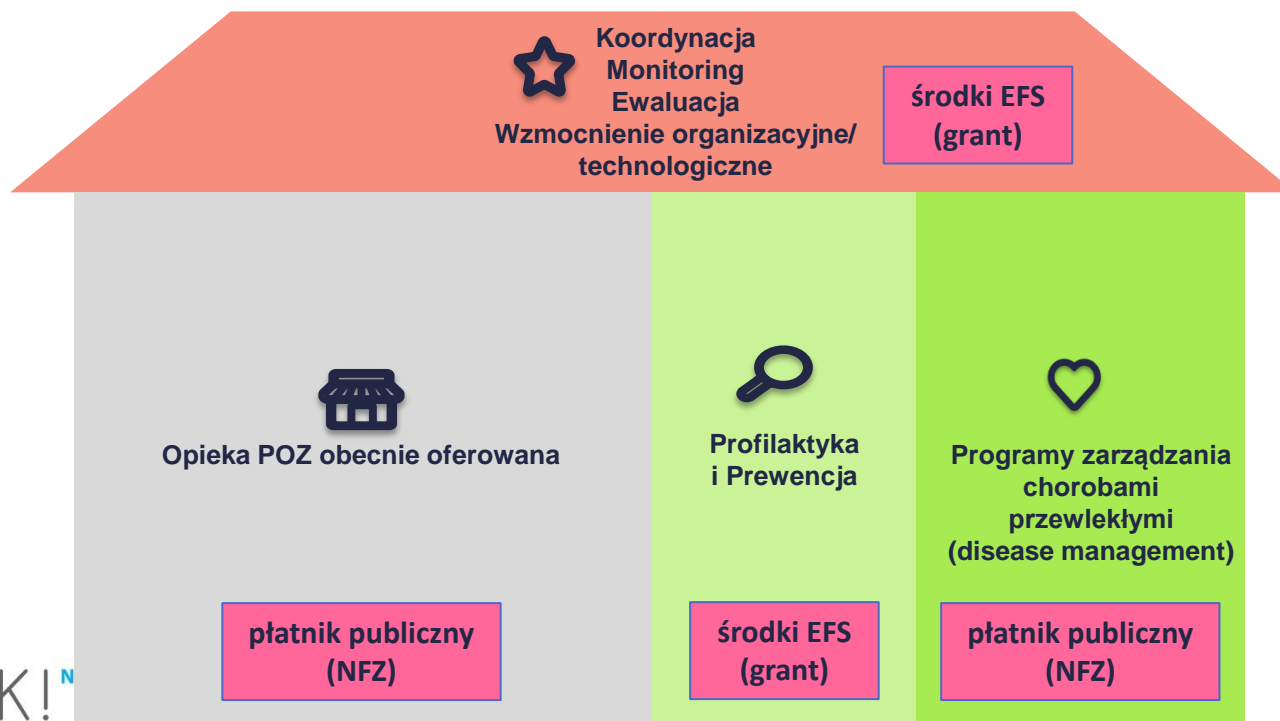 Koordynacja
Monitoring
Ewaluacja
Wzmocnienie organizacyjne/
technologiczne
środki EFS
(grant)
Opieka POZ obecnie oferowana
płatnik publiczny
(NFZ)
Profilaktyka
i Prewencja
środki EFS
(grant)
Programy zarządzania
chorobami
przewlekłymi
(disease management)
płatnik publiczny
(NFZ)
K! N